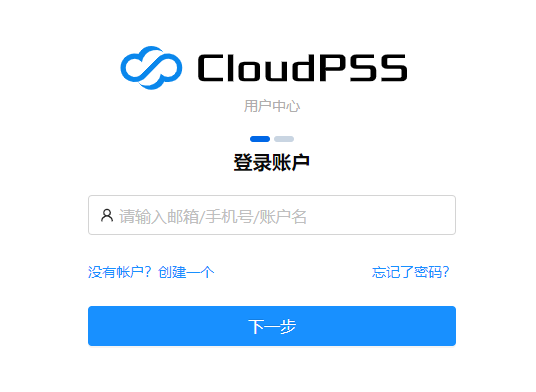 CloudPSS
用户中心
登录账户
请输入邮箱/手机号/账户名
没有帐户？创建一个 忘记了密码？
下一步